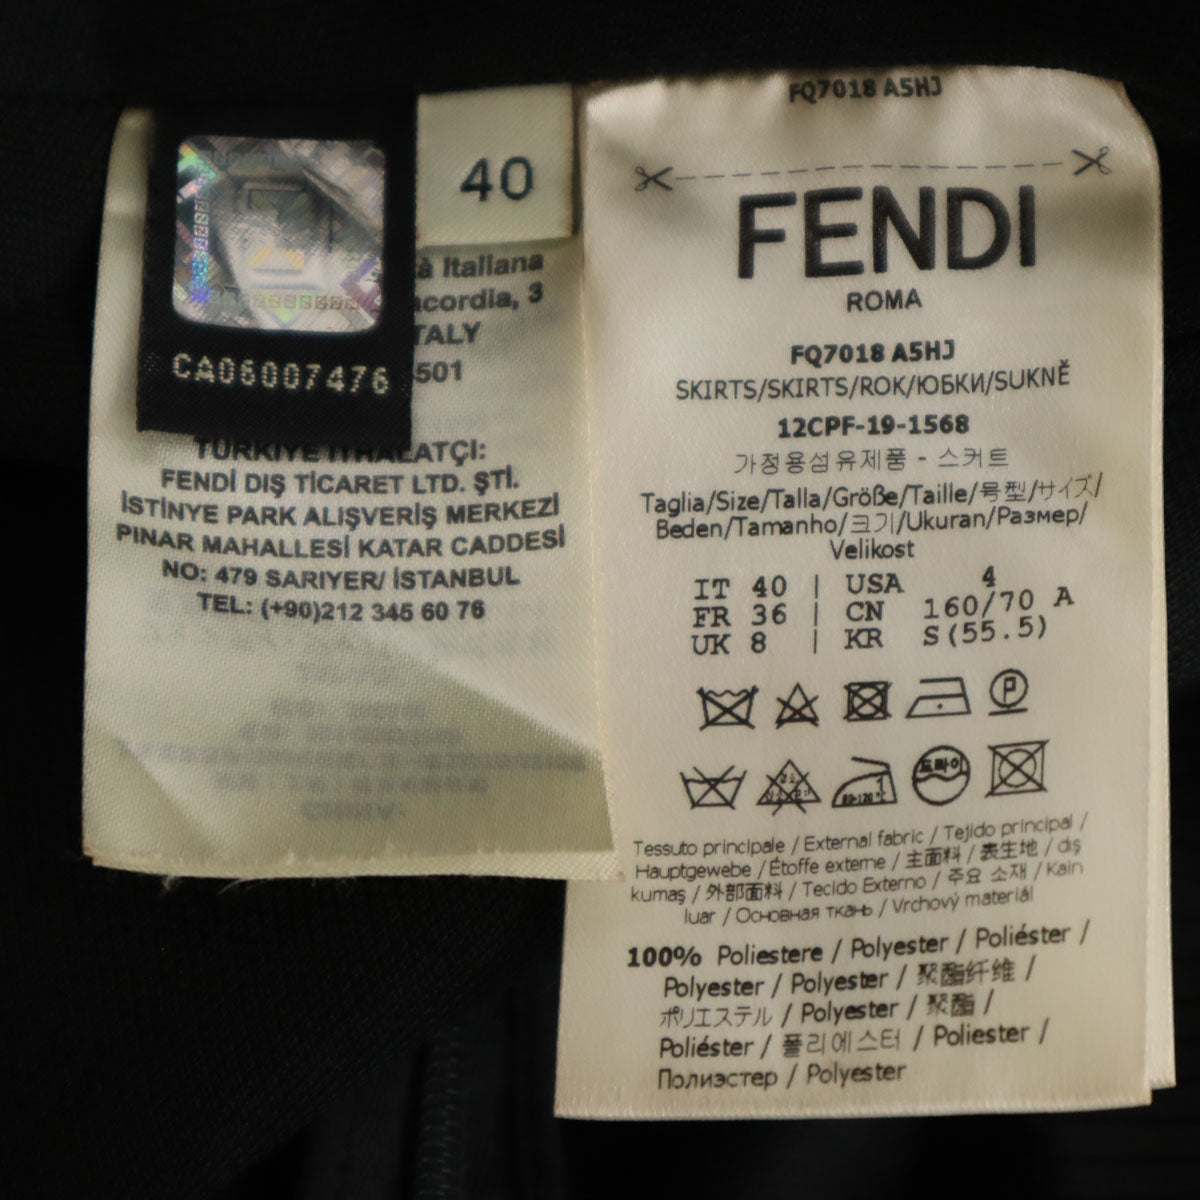 40
à Italiana
cordia, 3
TALY
501
CA06007476
TÜRKİYE İTHALATÇI:
FENDİ DIŞ TİCARET LTD. ŞTİ.
İSTİNYE PARK ALIŞVERİŞ MERKEZİ
PINAR MAHALLESİ KATAR CADDESİ
NO: 479 SARIYER/ İSTANBUL
TEL: (+90)212 345 60 76
FQ7018 A5HJ
FENDI
ROMA
FQ7018 A5HJ
SKIRTS/SKIRTS/ROK/ЮБКИ/SUKNĚ
12CPF-19-1568
가정용섬유제품 - 스커트
Taglia/Size/Talla/Größe/Taille/号型/サイズ/
Beden/Tamanho/크기/Ukuran/Размер/
Velikost
IT 40 | USA 4
FR 36 | CN 160/70 A
UK 8 | KR S(55.5)
P
드라이
80-120°C
Tessuto principale / External fabric / Tejido principal /
Hauptgewebe / Étoffe externe / 主面料 / 表生地 / dış
kumaş / 外部面料 / Tecido Externo / 주요 소재 / Kain
luar / Основная ткань / Vrchový materiál
100% Poliestere / Polyester / Poliéster /
Polyester / Polyester / 聚酯纤维 /
ポリエステル / Polyester / 聚酯 /
Poliéster / 폴리에스터 / Poliester /
Полиэстер / Polyester